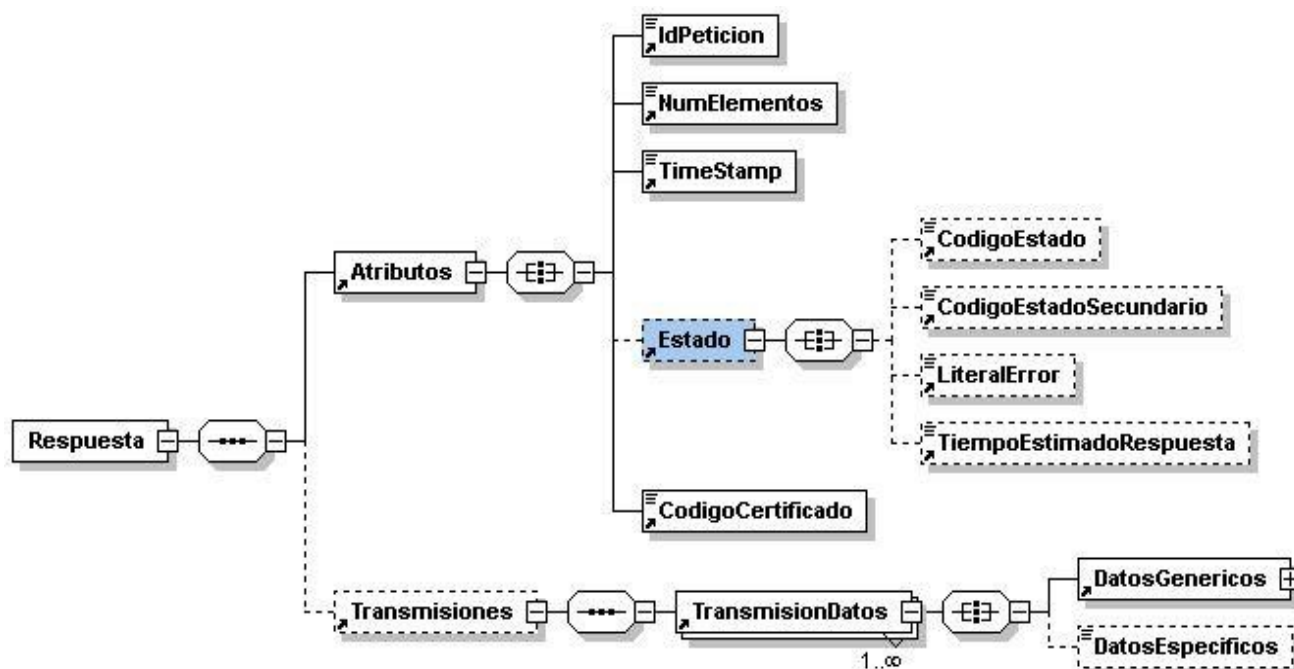 IdPeticion
NumElementos
TimeStamp
CodigoEstado
Atributos
CodigoEstadoSecundario
Estado
LiteralError
Respuesta
TiempoEstimadoRespuesta
CodigoCertificado
DatosGenericos
Transmisiones
TransmisionDatos
DatosEspecificos
1..∞